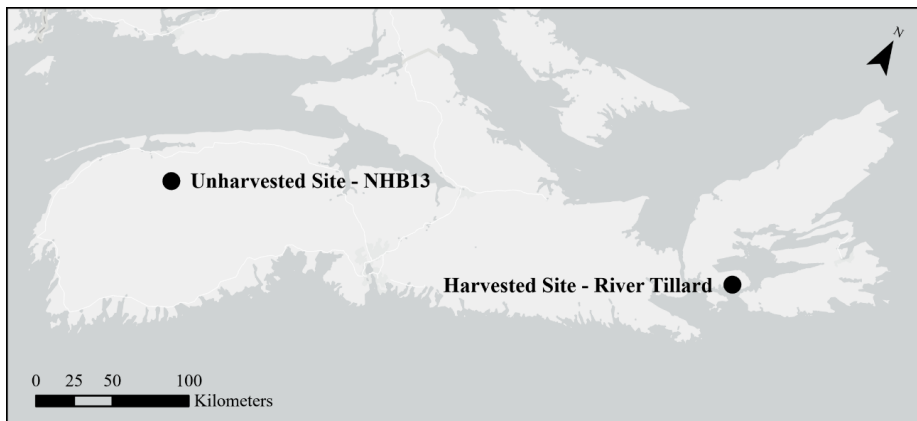 N
Unharvested Site - NHB13
Harvested Site - River Tillard
0 25 50 100
Kilometers